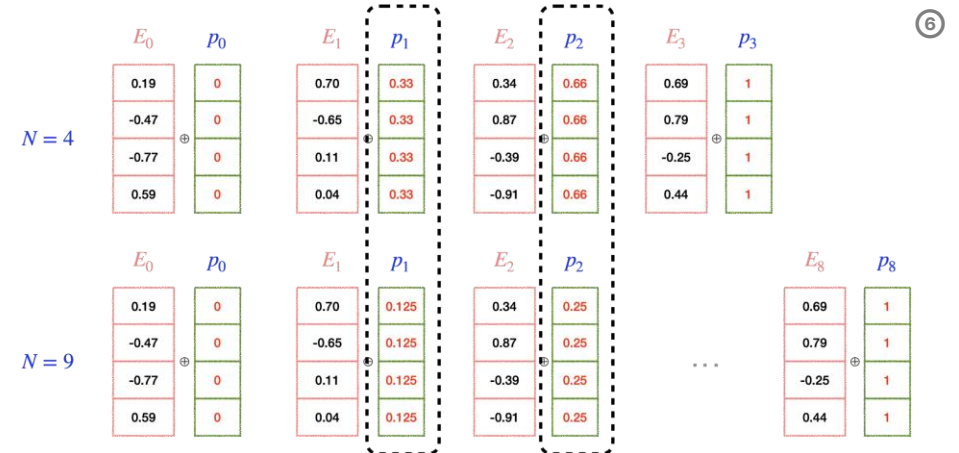 ⑥
E₀ p₀ E₁ p₁ E₂ p₂ E₃ p₃
0.19 0 0.70 0.33 0.34 0.66 0.69 1
-0.47 0 -0.65 0.33 0.87 0.66 0.79 1
N = 4 ⊕ ⊕ ⊕ ⊕
-0.77 0 0.11 0.33 -0.39 0.66 -0.25 1
0.59 0 0.04 0.33 -0.91 0.66 0.44 1
E₀ p₀ E₁ p₁ E₂ p₂ E₈ p₈
0.19 0 0.70 0.125 0.34 0.25 0.69 1
-0.47 0 -0.65 0.125 0.87 0.25 0.79 1
N = 9 ⊕ ⊕ ⊕ ... ⊕
-0.77 0 0.11 0.125 -0.39 0.25 -0.25 1
0.59 0 0.04 0.125 -0.91 0.25 0.44 1